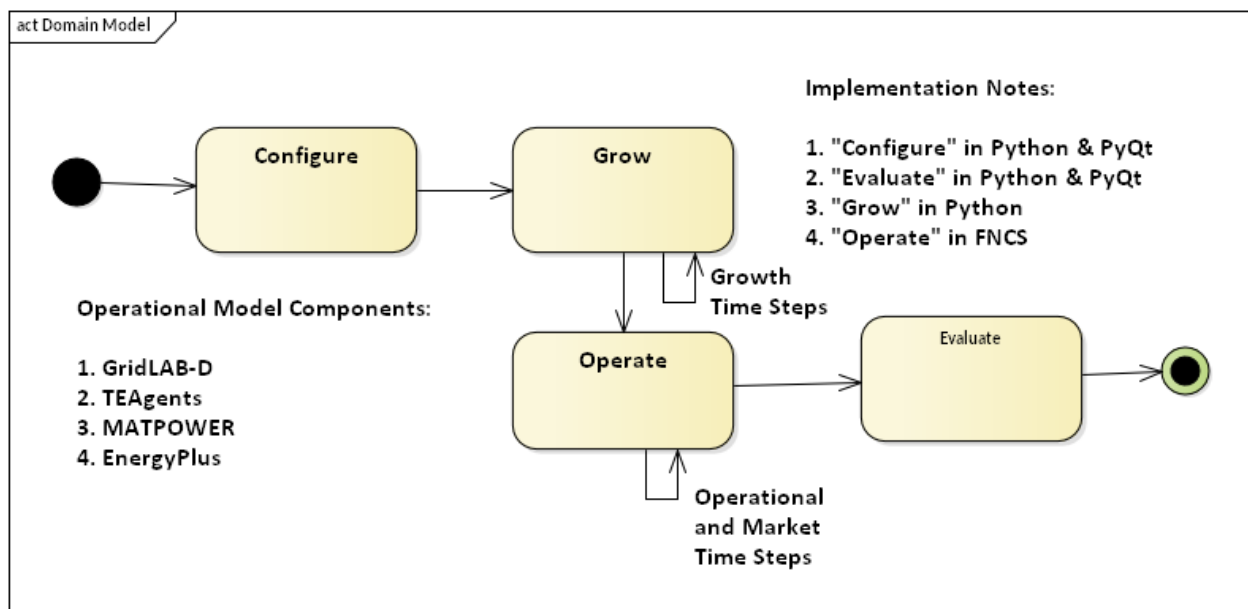 act Domain Model
Configure
Grow
Implementation Notes:
1. "Configure" in Python & PyQt
2. "Evaluate" in Python & PyQt
3. "Grow" in Python
4. "Operate" in FNCS
Growth
Time Steps
Operational Model Components:
1. GridLAB-D
2. TEAgents
3. MATPOWER
4. EnergyPlus
Operate
Evaluate
Operational
and Market
Time Steps